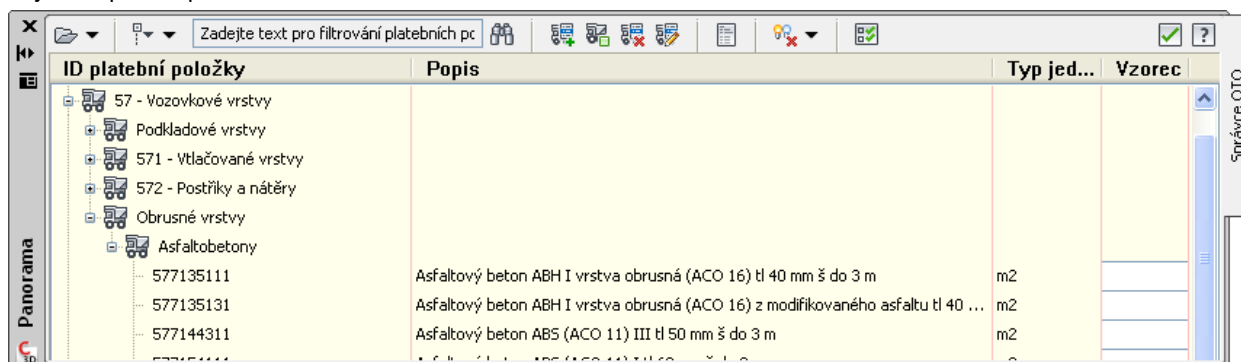 Zadejte text pro filtrování platebních pc
ID platební položky Popis Typ jed... Vzorec
57 - Vozovkové vrstvy
Podkladové vrstvy
571 - Vtlačované vrstvy
572 - Postřiky a nátěry
Obrusné vrstvy
Asfaltobetony
577135111 Asfaltový beton ABH I vrstva obrusná (ACO 16) tl 40 mm š do 3 m m2
577135131 Asfaltový beton ABH I vrstva obrusná (ACO 16) z modifikovaného asfaltu tl 40 ... m2
577144311 Asfaltový beton ABS (ACO 11) III tl 50 mm š do 3 m m2
Panorama
Správce QTO